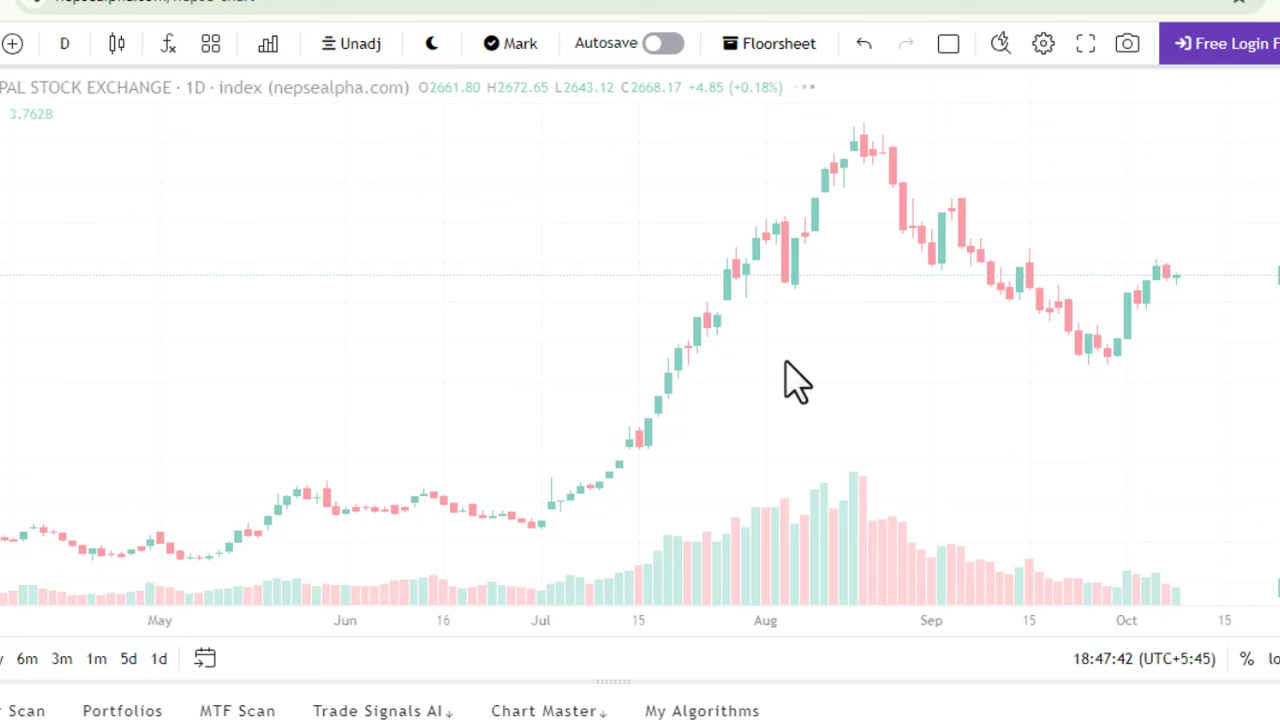 D Unadj Mark Autosave Floorsheet Free Login F
PAL STOCK EXCHANGE · 1D · index (nepsealpha.com) O2661.80 H2672.65 L2643.12 C2668.17 +4.85 (+0.18%)
3.762B
May Jun 16 Jul 15 Aug Sep 15 Oct 15
y 6m 3m 1m 5d 1d 18:47:42 (UTC+5:45) % lo
r Scan Portfolios MTF Scan Trade Signals AI↓ Chart Master↓ My Algorithms